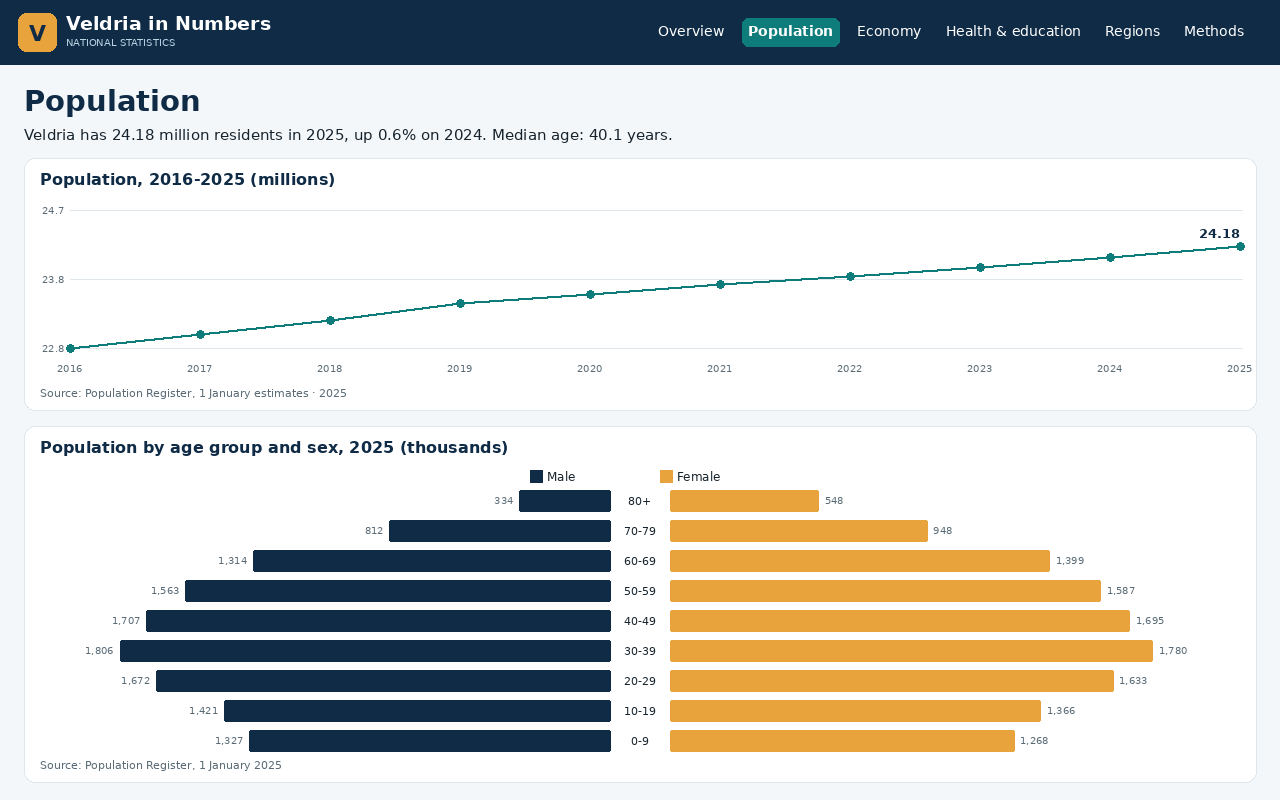 V
Veldria in Numbers
NATIONAL STATISTICS
Overview Population Economy Health & education Regions Methods
Population
Veldria has 24.18 million residents in 2025, up 0.6% on 2024. Median age: 40.1 years.
Population, 2016-2025 (millions)
24.7
24.18
23.8
22.8
2016 2017 2018 2019 2020 2021 2022 2023 2024 2025
Source: Population Register, 1 January estimates · 2025
Population by age group and sex, 2025 (thousands)
Male Female
334 80+ 548
812 70-79 948
1,314 60-69 1,399
1,563 50-59 1,587
1,707 40-49 1,695
1,806 30-39 1,780
1,672 20-29 1,633
1,421 10-19 1,366
1,327 0-9 1,268
Source: Population Register, 1 January 2025